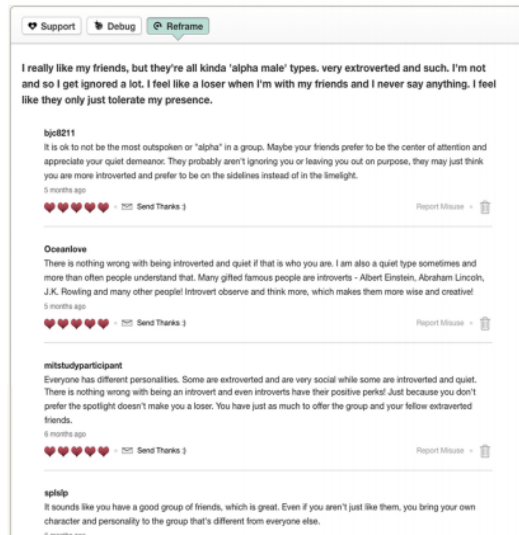 Support Debug Reframe
I really like my friends, but they're all kinda 'alpha male' types. very extroverted and such. I'm not
and so I get ignored a lot. I feel like a loser when I'm with my friends and I never say anything. I feel
like they only just tolerate my presence.
bjc8211
It is ok to not be the most outspoken or "alpha" in a group. Maybe your friends prefer to be the center of attention and
appreciate your quiet demeanor. They probably aren't ignoring you or leaving you out on purpose, they may just think
you are more introverted and prefer to be on the sidelines instead of in the limelight.
5 months ago
Send Thanks :) Report Misuse
Oceanlove
There is nothing wrong with being introverted and quiet if that is who you are. I am also a quiet type sometimes and
more than often people understand that. Many gifted famous people are introverts - Albert Einstein, Abraham Lincoln,
J.K. Rowling and many other people! Introvert observe and think more, which makes them more wise and creative!
5 months ago
Send Thanks :) Report Misuse
mitstudyparticipant
Everyone has different personalities. Some are extroverted and are very social while some are introverted and quiet.
There is nothing wrong with being an introvert and even introverts have their positive perks! Just because you don't
prefer the spotlight doesn't make you a loser. You have just as much to offer the group and your fellow extraverted
friends.
6 months ago
Send Thanks :) Report Misuse
splslp
It sounds like you have a good group of friends, which is great. Even if you aren't just like them, you bring your own
character and personality to the group that's different from everyone else.
months ago